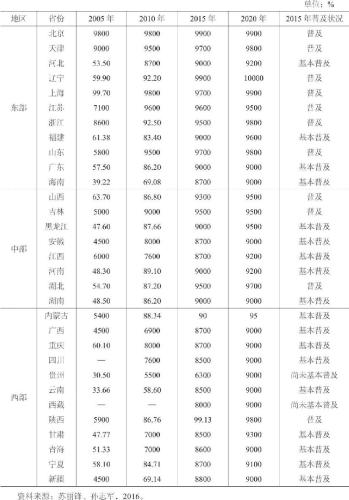 单位：%
地区 省份 2005年 2010年 2015年 2020年 2015年普及状况
北京 9800 9800 9900 9900 普及
天津 9000 9500 9700 9800 普及
河北 53.50 8700 9000 9200 基本普及
辽宁 59.90 92.20 9900 10000 普及
上海 99.70 9800 9900 9900 普及
江苏 7100 9600 9600 9500 普及
东部 浙江 8600 92.50 9500 9800 普及
福建 61.38 83.40 9000 9600 基本普及
山东 5800 9500 9700 9800 普及
广东 57.50 86.20 9000 9000 基本普及
海南 39.22 69.08 8700 9000 基本普及
山西 63.70 86.80 9300 9500 普及
吉林 5000 9000 9500 9500 普及
黑龙江 47.60 87.66 9000 9500 基本普及
中部 安徽 4500 8000 8700 9000 基本普及
江西 6000 7600 8700 9200 基本普及
河南 48.30 89.10 9000 9200 基本普及
湖北 54.70 87.20 9500 9700 普及
湖南 48.50 86.20 9000 9000 基本普及
内蒙古 5400 88.34 90 95 基本普及
广西 4500 6900 8700 9000 基本普及
重庆 60.10 8000 8700 9000 基本普及
四川 — 7600 8500 9000 基本普及
贵州 30.50 5500 6300 9000 尚未基本普及
西部 云南 33.66 58.60 8500 9000 基本普及
西藏 — — 8000 9000 尚未基本普及
陕西 5900 86.76 99.13 9800 普及
甘肃 47.77 7000 8500 9300 基本普及
青海 51.33 7000 8600 9000 基本普及
宁夏 58.10 84.71 8700 9100 基本普及
新疆 4500 69.14 8800 9000 基本普及
资料来源：苏丽锋、孙志军，2016。